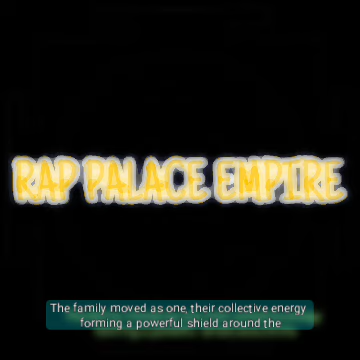 RAP PALACE EMPIRE
The family moved as one, their collective energy
forming a powerful shield around the